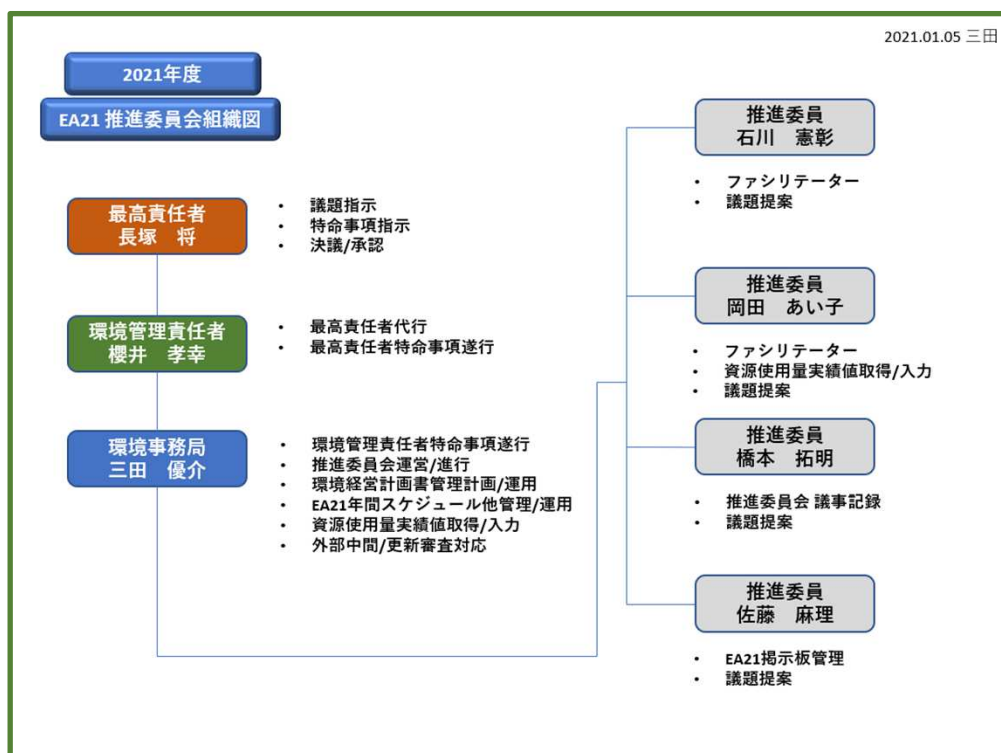 2021.01.05 三田
2021年度
EA21 推進委員会組織図
最高責任者
長塚　将
・ 議題指示
・ 特命事項指示
・ 決議/承認
環境管理責任者
櫻井　孝幸
・ 最高責任者代行
・ 最高責任者特命事項遂行
環境事務局
三田　優介
・ 環境管理責任者特命事項遂行
・ 推進委員会運営/進行
・ 環境経営計画書管理計画/運用
・ EA21年間スケジュール他管理/運用
・ 資源使用量実績値取得/入力
・ 外部中間/更新審査対応
推進委員
石川　憲彰
・ ファシリテーター
・ 議題提案
推進委員
岡田　あい子
・ ファシリテーター
・ 資源使用量実績値取得/入力
・ 議題提案
推進委員
橋本　拓明
・ 推進委員会 議事記録
・ 議題提案
推進委員
佐藤　麻理
・ EA21掲示板管理
・ 議題提案